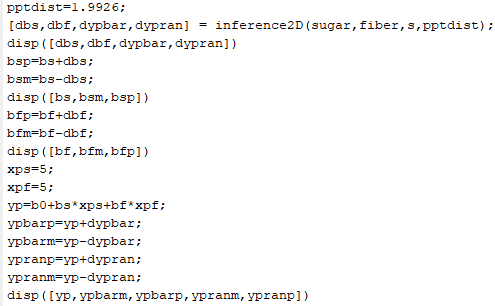 pptdist=1.9926;
[dbs,dbf,dypbar,dypran] = inference2D(sugar,fiber,s,pptdist);
disp([dbs,dbf,dypbar,dypran])
bsp=bs+dbs;
bsm=bs-dbs;
disp([bs,bsm,bsp])
bfp=bf+dbf;
bfm=bf-dbf;
disp([bf,bfm,bfp])
xps=5;
xpf=5;
yp=b0+bs*xps+bf*xpf;
ypbarp=yp+dypbar;
ypbarm=yp-dypbar;
ypranp=yp+dypran;
ypranm=yp-dypran;
disp([yp,ypbarm,ypbarp,ypranm,ypranp])